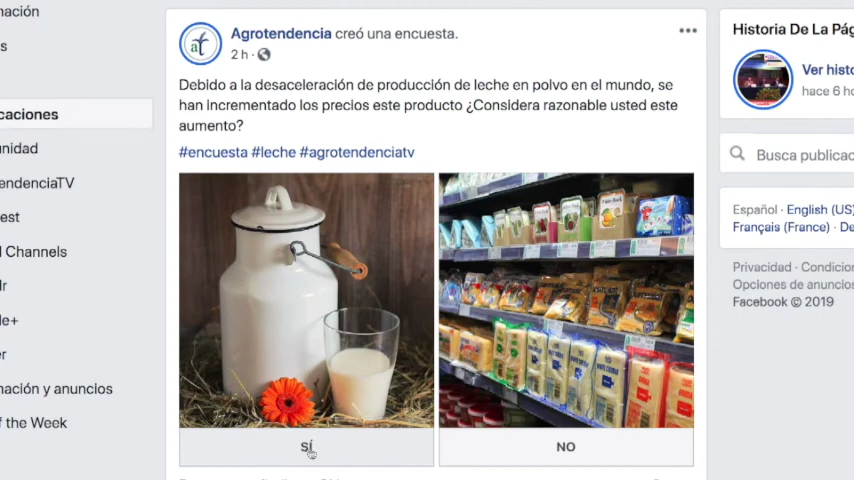 nación
s
caciones
unidad
endenciaTV
est
l Channels
lr
le+
er
nación y anuncios
f the Week
Agrotendencia creó una encuesta.
2 h ·
Debido a la desaceleración de producción de leche en polvo en el mundo, se
han incrementado los precios este producto ¿Considera razonable usted este
aumento?
#encuesta #leche #agrotendenciatv
SÍ
NO
Historia De La Pág
Ver histo
hace 6 ho
Busca publicac
Español · English (US)
Français (France) · De
Privacidad · Condicion
Opciones de anuncios
Facebook © 2019